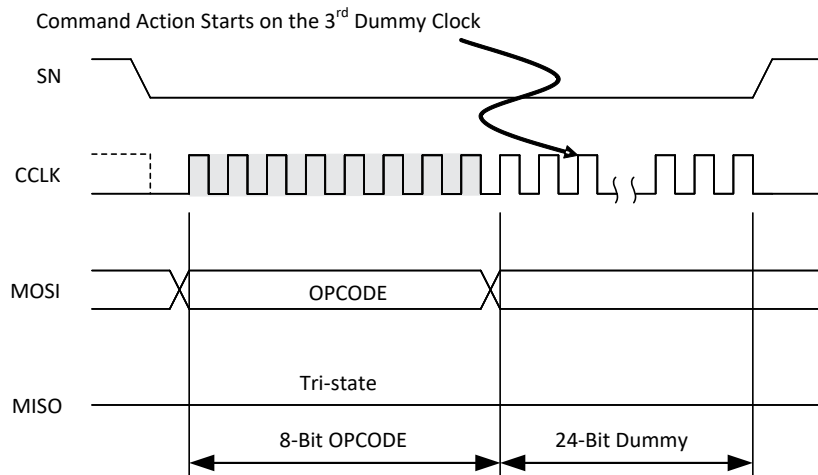 Command Action Starts on the 3rd Dummy Clock
SN
CCLK
MOSI
OPCODE
Tri-state
MISO
8-Bit OPCODE
24-Bit Dummy